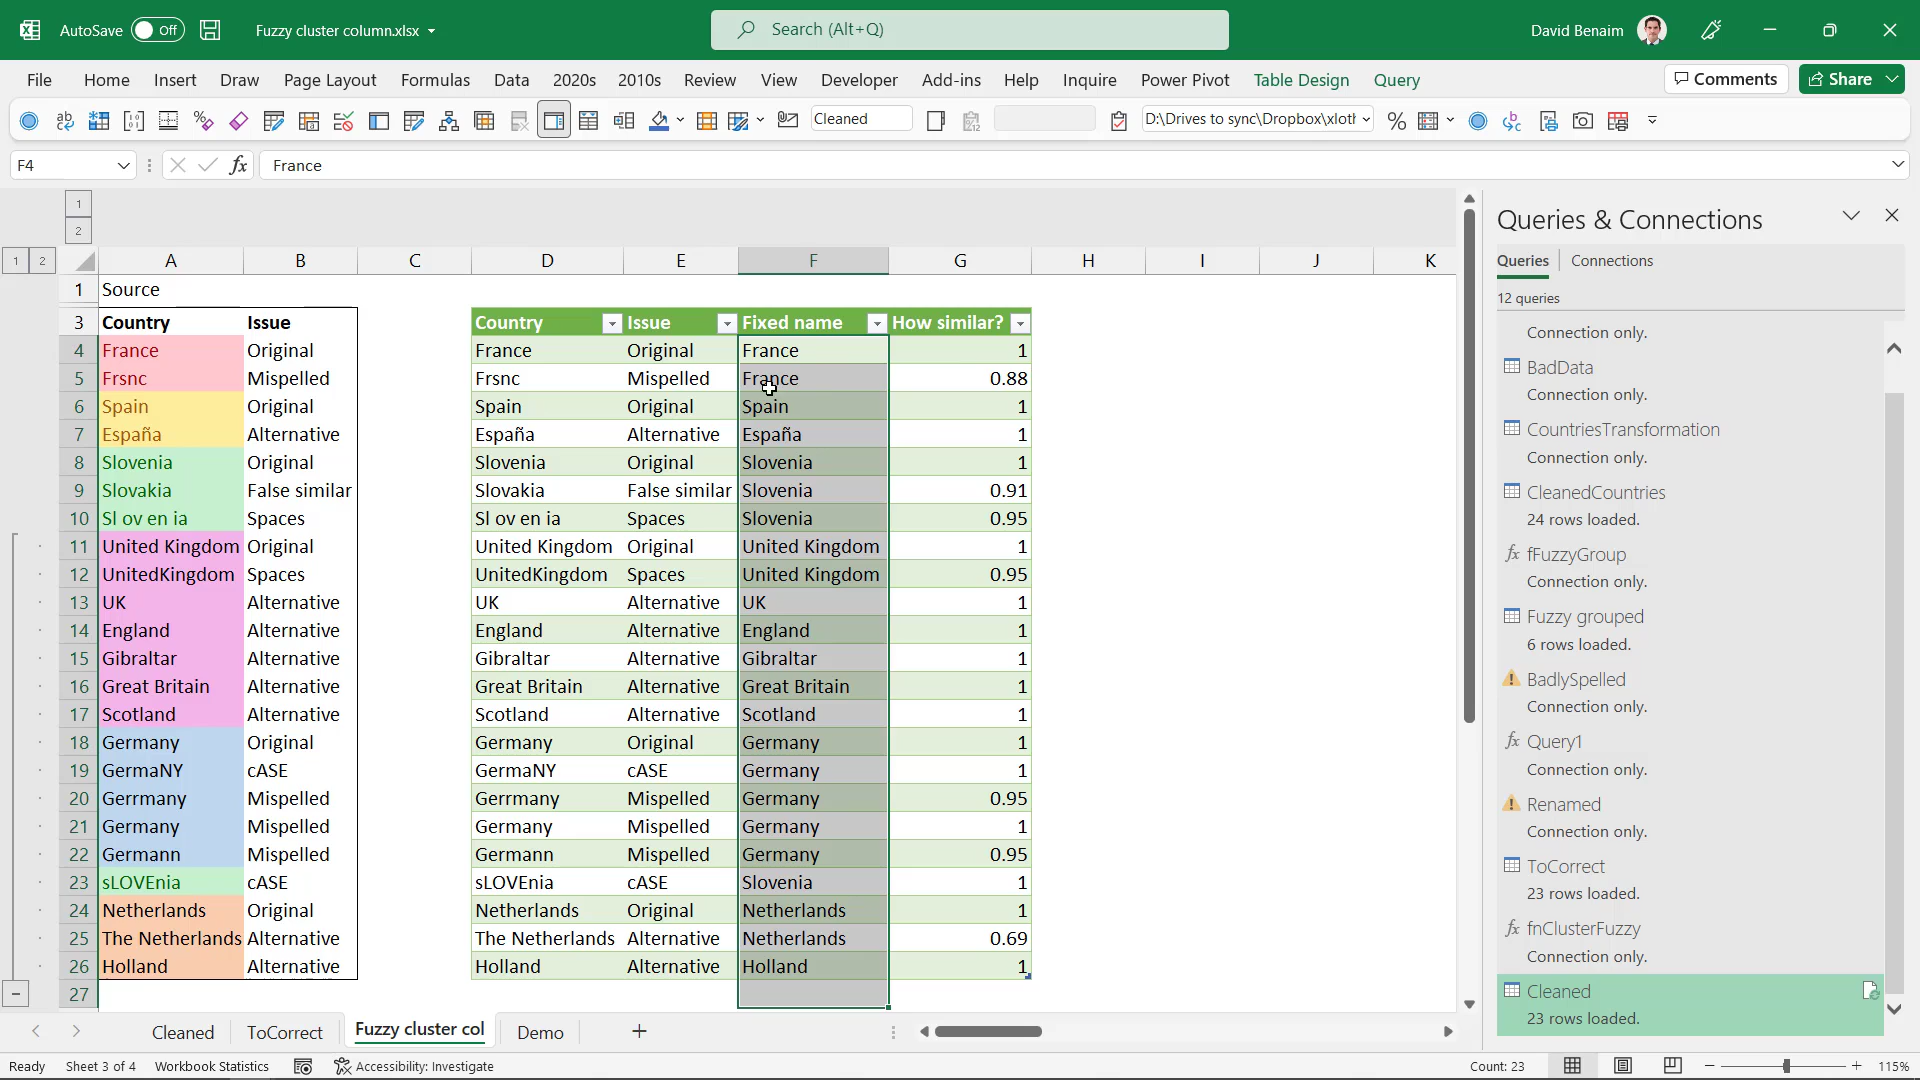 AutoSave Off Fuzzy cluster column.xlsx Search (Alt+Q) David Benaim
File Home Insert Draw Page Layout Formulas Data 2020s 2010s Review View Developer Add-ins Help Inquire Power Pivot Table Design Query Comments Share
Cleaned D:\Drives to sync\Dropbox\xlotl
F4 fx France
1
2
1 2 A B C D E F G H I J K
1 Source
3 Country Issue Country Issue Fixed name How similar?
4 France Original France Original France 1
5 Frsnc Mispelled Frsnc Mispelled France 0.88
6 Spain Original Spain Original Spain 1
7 España Alternative España Alternative España 1
8 Slovenia Original Slovenia Original Slovenia 1
9 Slovakia False similar Slovakia False similar Slovenia 0.91
10 Sl ov en ia Spaces Sl ov en ia Spaces Slovenia 0.95
11 United Kingdom Original United Kingdom Original United Kingdom 1
12 UnitedKingdom Spaces UnitedKingdom Spaces United Kingdom 0.95
13 UK Alternative UK Alternative UK 1
14 England Alternative England Alternative England 1
15 Gibraltar Alternative Gibraltar Alternative Gibraltar 1
16 Great Britain Alternative Great Britain Alternative Great Britain 1
17 Scotland Alternative Scotland Alternative Scotland 1
18 Germany Original Germany Original Germany 1
19 GermaNY cASE GermaNY cASE Germany 1
20 Gerrmany Mispelled Gerrmany Mispelled Germany 0.95
21 Germany Mispelled Germany Mispelled Germany 1
22 Germann Mispelled Germann Mispelled Germany 0.95
23 sLOVEnia cASE sLOVEnia cASE Slovenia 1
24 Netherlands Original Netherlands Original Netherlands 1
25 The Netherlands Alternative The Netherlands Alternative Netherlands 0.69
26 Holland Alternative Holland Alternative Holland 1
27
Queries & Connections
Queries Connections
12 queries
Connection only.
BadData
Connection only.
CountriesTransformation
Connection only.
CleanedCountries
24 rows loaded.
fx fFuzzyGroup
Connection only.
Fuzzy grouped
6 rows loaded.
BadlySpelled
Connection only.
fx Query1
Connection only.
Renamed
Connection only.
ToCorrect
23 rows loaded.
fx fnClusterFuzzy
Connection only.
Cleaned
23 rows loaded.
Cleaned ToCorrect Fuzzy cluster col Demo
Ready Sheet 3 of 4 Workbook Statistics Accessibility: Investigate Count: 23 115%